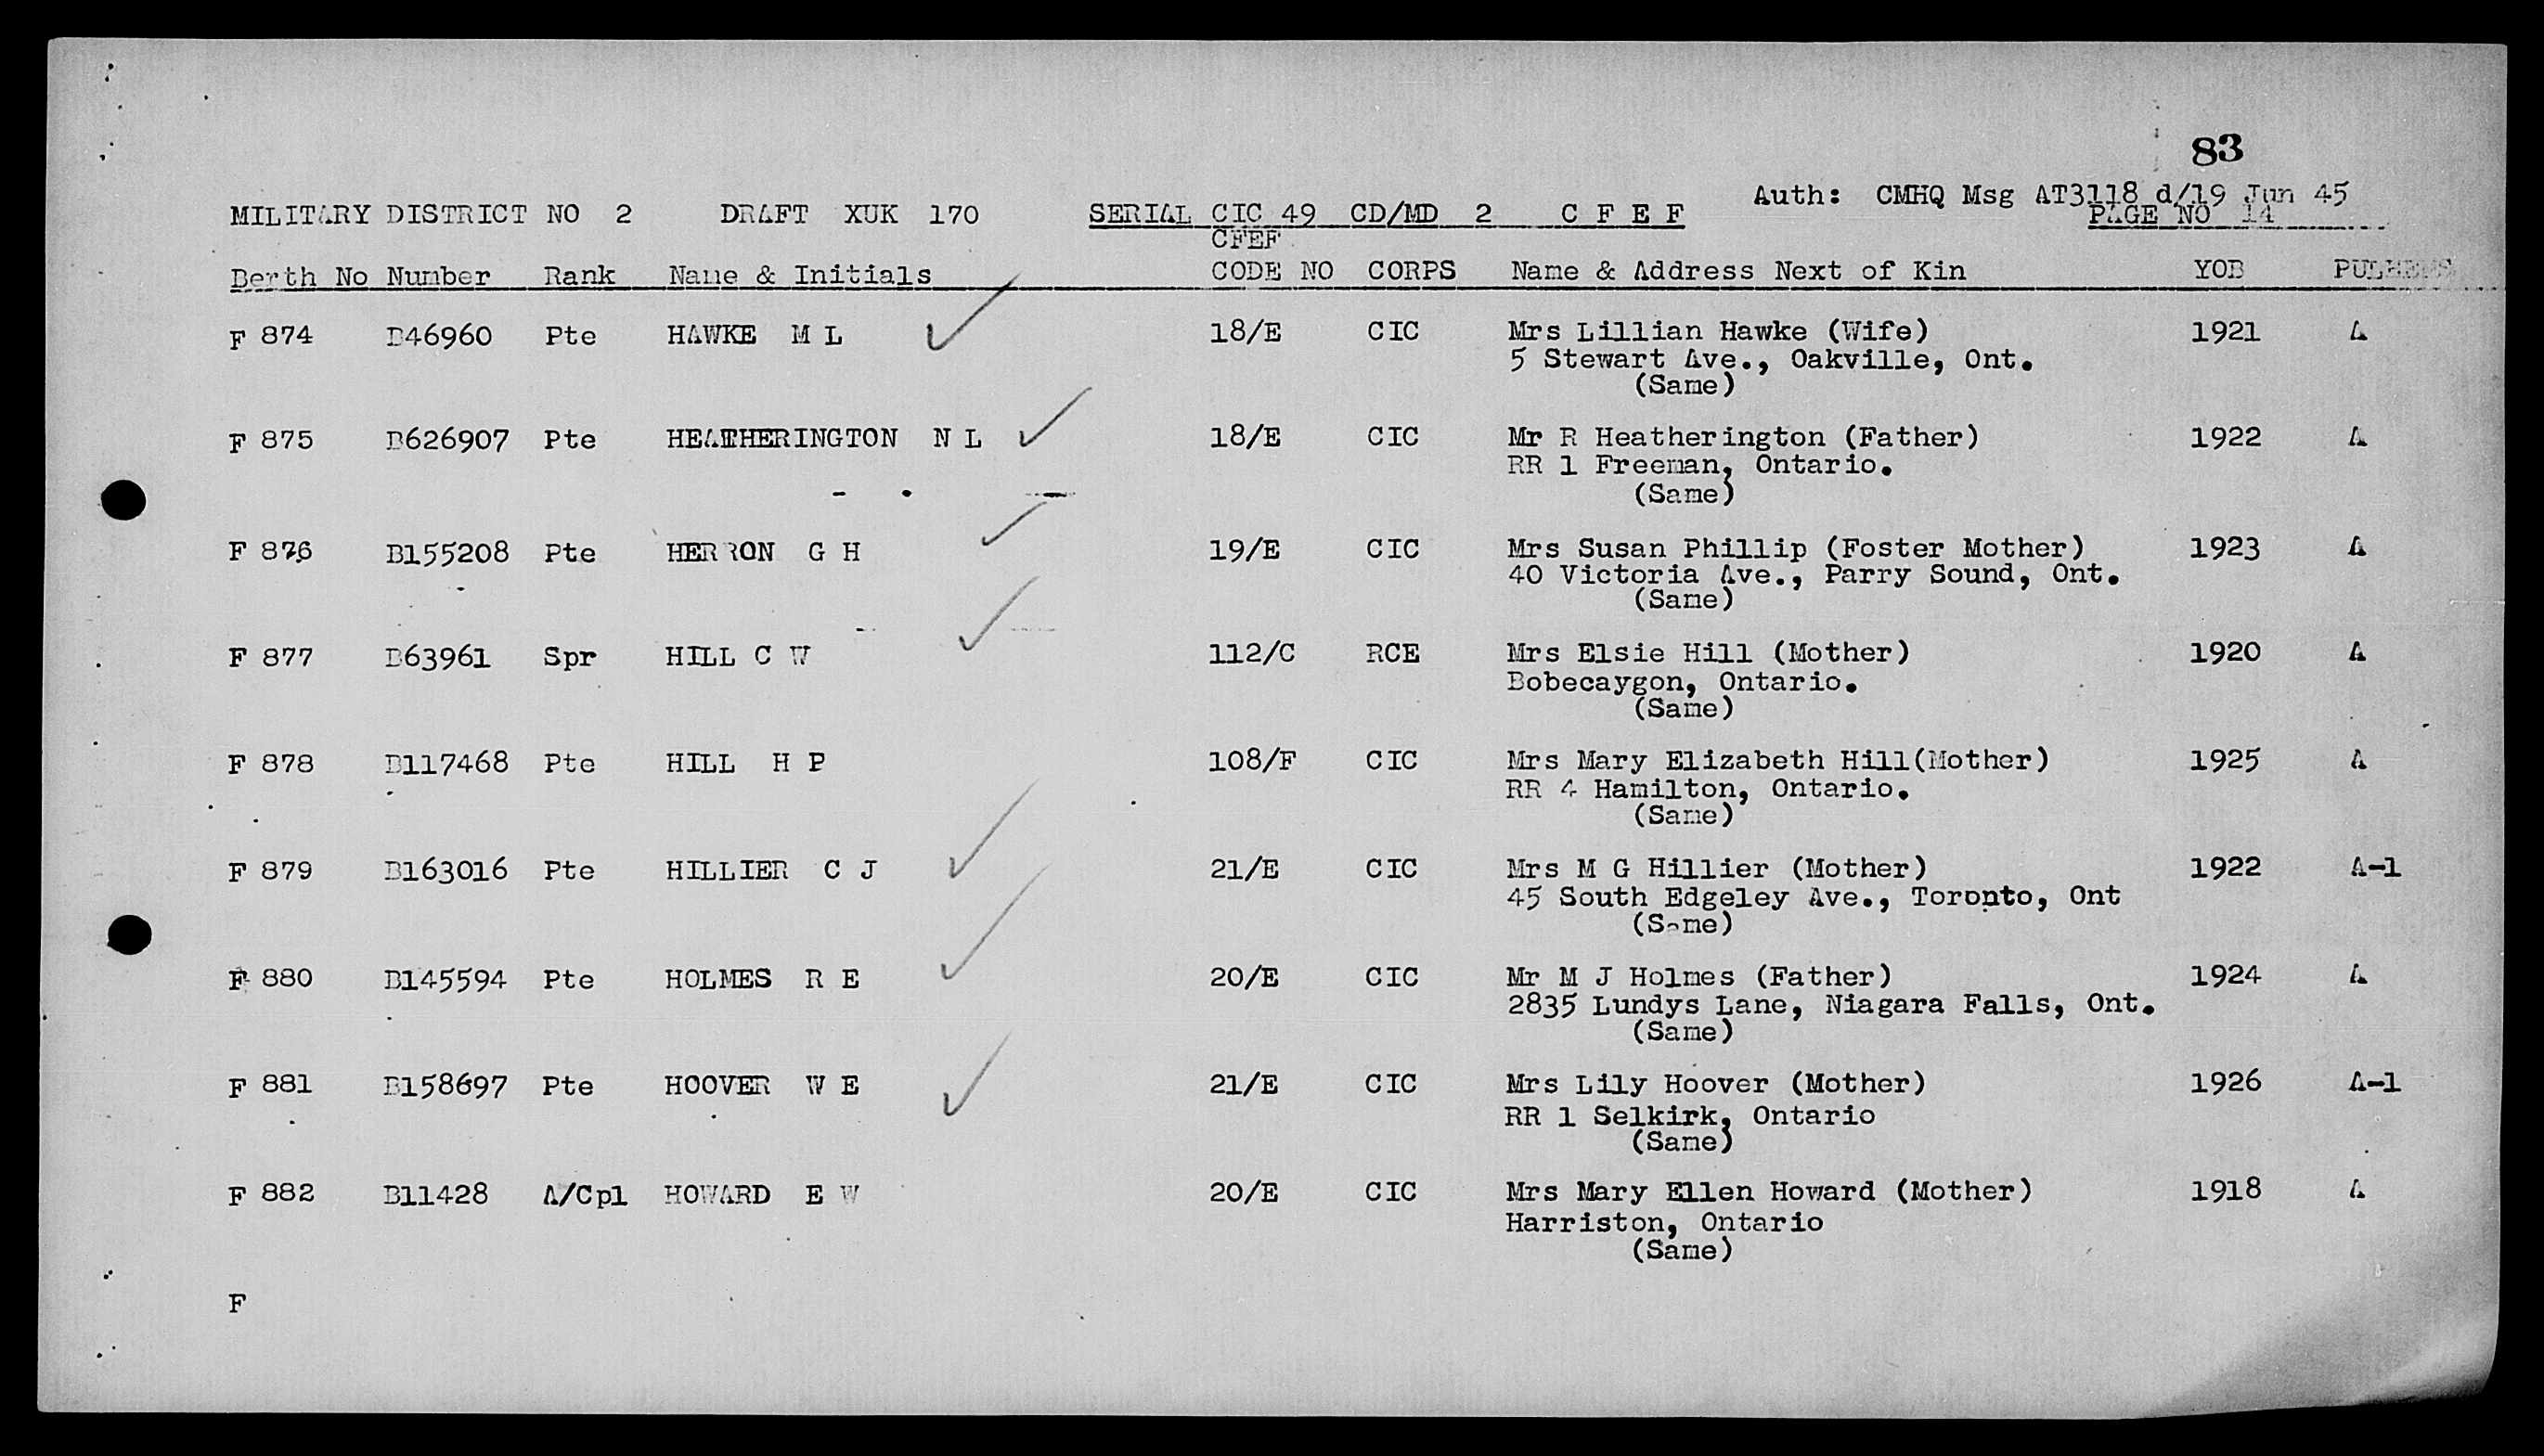 83
Auth: CMHQ Msg AT3118 d/19 Jun 45
MILITARY DISTRICT NO 2 DRAFT XUK 170 SERIAL CIC 49 CD/MD 2 C F E F PAGE NO 14
CFEF
Berth No Number Rank Name & Initials CODE NO CORPS Name & Address Next of Kin YOB PULHEMS
F 874 B46960 Pte HAWKE M L 18/E CIC Mrs Lillian Hawke (Wife) 1921 A
5 Stewart Ave., Oakville, Ont.
(Same)
F 875 B626907 Pte HEATHERINGTON N L 18/E CIC Mr R Heatherington (Father) 1922 A
RR 1 Freeman, Ontario.
(Same)
F 876 B155208 Pte HERRON G H 19/E CIC Mrs Susan Phillip (Foster Mother) 1923 A
40 Victoria Ave., Parry Sound, Ont.
(Same)
F 877 B63961 Spr HILL C W 112/C RCE Mrs Elsie Hill (Mother) 1920 A
Bobecaygon, Ontario.
(Same)
F 878 B117468 Pte HILL H P 108/F CIC Mrs Mary Elizabeth Hill(Mother) 1925 A
RR 4 Hamilton, Ontario.
(Same)
F 879 B163016 Pte HILLIER C J 21/E CIC Mrs M G Hillier (Mother) 1922 A-1
45 South Edgeley Ave., Toronto, Ont
(Same)
F 880 B145594 Pte HOLMES R E 20/E CIC Mr M J Holmes (Father) 1924 A
2835 Lundys Lane, Niagara Falls, Ont.
(Same)
F 881 B158697 Pte HOOVER W E 21/E CIC Mrs Lily Hoover (Mother) 1926 A-1
RR 1 Selkirk, Ontario
(Same)
F 882 B11428 A/Cpl HOWARD E W 20/E CIC Mrs Mary Ellen Howard (Mother) 1918 A
Harriston, Ontario
(Same)
F